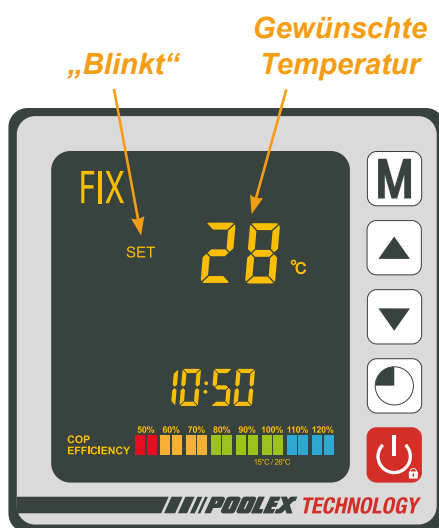 Gewünschte
„Blinkt“ Temperatur
FIX
M
SET 28 °C
10:50
50% 60% 70% 80% 90% 100% 110% 120%
COP
EFFICIENCY
15°C / 26°C
POOLEX TECHNOLOGY